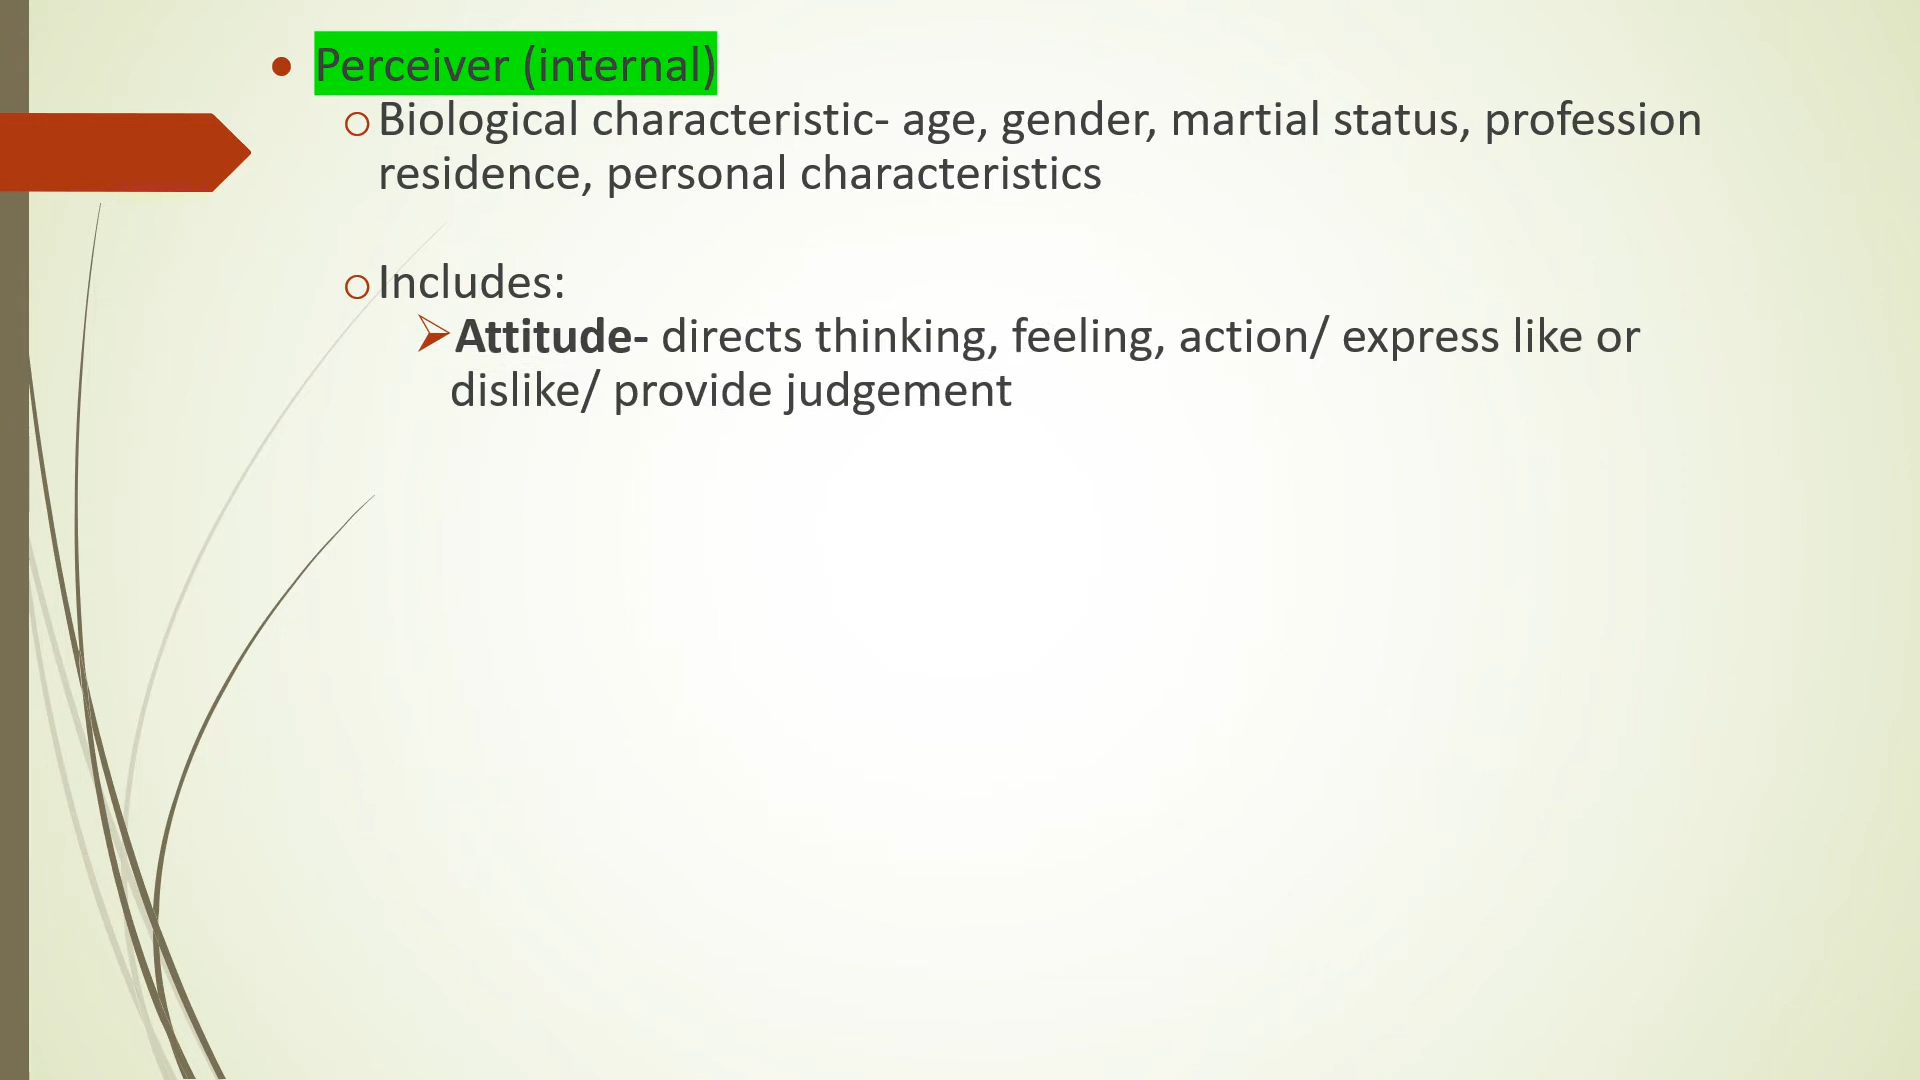 • Perceiver (internal)
o Biological characteristic- age, gender, martial status, profession
residence, personal characteristics
o Includes:
➢ Attitude- directs thinking, feeling, action/ express like or
dislike/ provide judgement